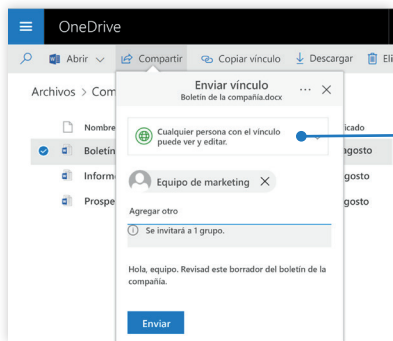 OneDrive
Abrir
Compartir
Copiar vínculo
Descargar
Eli
Archivos > Com
Enviar vínculo
Boletín de la compañía.docx
Nombre
icado
Cualquier persona con el vínculo
puede ver y editar.
Boletín
agosto
Equipo de marketing
Inform
gosto
Prospe
gosto
Agregar otro
Se invitará a 1 grupo.
Hola, equipo. Revisad este borrador del boletín de la
compañía.
Enviar